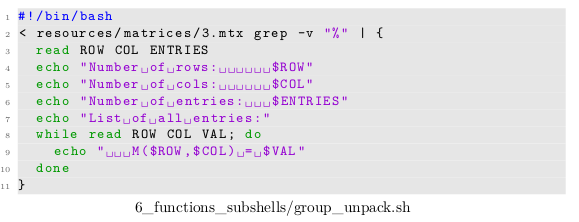 1 #!/bin/bash
2 < resources/matrices/3.mtx grep -v "%" | {
3 read ROW COL ENTRIES
4 echo "Number␣of␣rows:␣␣␣␣␣␣$ROW"
5 echo "Number␣of␣cols:␣␣␣␣␣␣$COL"
6 echo "Number␣of␣entries:␣␣␣$ENTRIES"
7 echo "List␣of␣all␣entries:"
8 while read ROW COL VAL; do
9 echo "␣␣␣M($ROW,$COL)␣=␣$VAL"
10 done
11 }
6_functions_subshells/group_unpack.sh